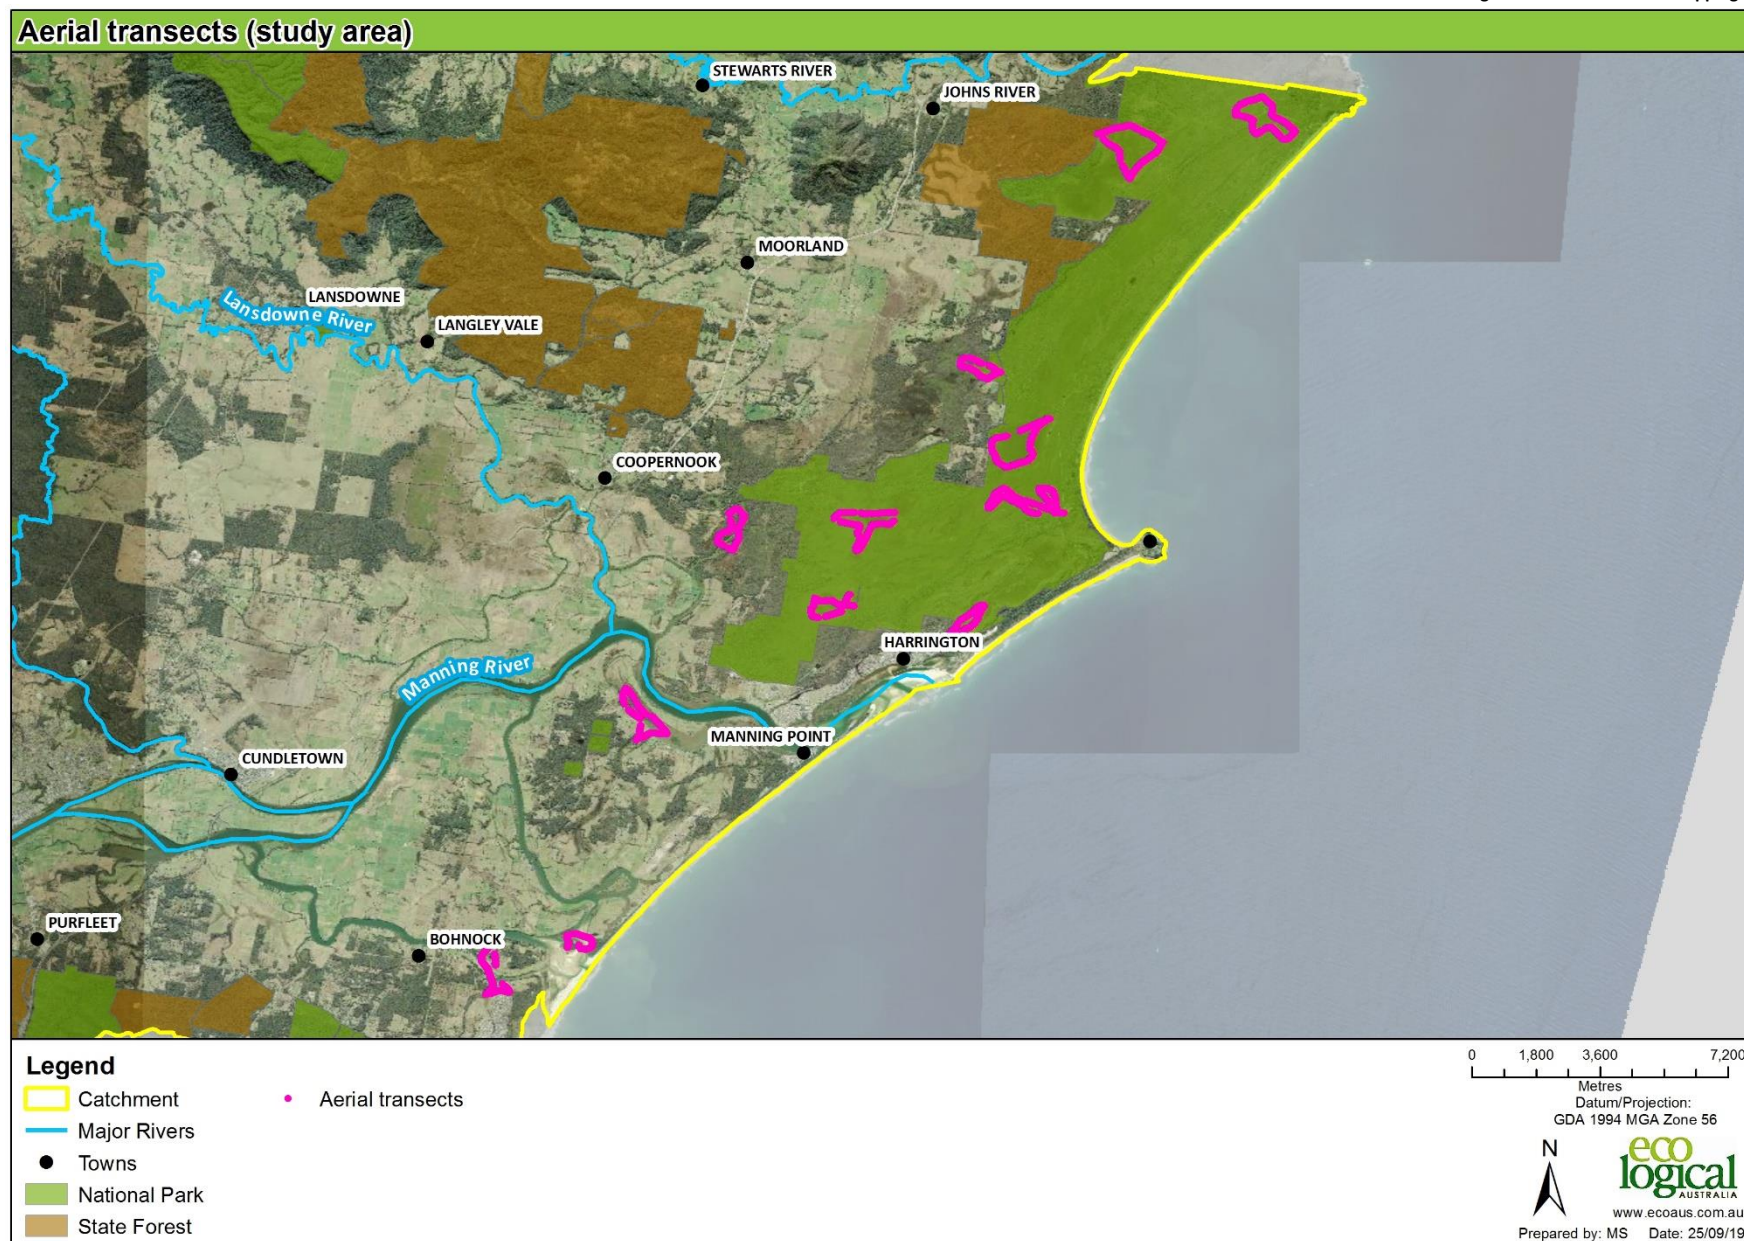 Aerial transects (study area)
STEWARTS RIVER
JOHNS RIVER
MOORLAND
LANSDOWNE
Lansdowne River
LANGLEY VALE
COOPERNOOK
HARRINGTON
Manning River
MANNING POINT
CUNDLETOWN
PURFLEET
BOHNOCK
Legend
Catchment
Aerial transects
Major Rivers
Towns
National Park
State Forest
0 1,800 3,600 7,200
Metres
Datum/Projection:
GDA 1994 MGA Zone 56
N
eco
logical
AUSTRALIA
www.ecoaus.com.au
Prepared by: MS Date: 25/09/19